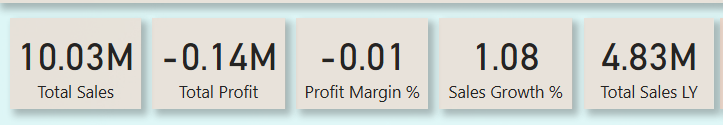 10.03M -0.14M -0.01 1.08 4.83M
Total Sales Total Profit Profit Margin % Sales Growth % Total Sales LY